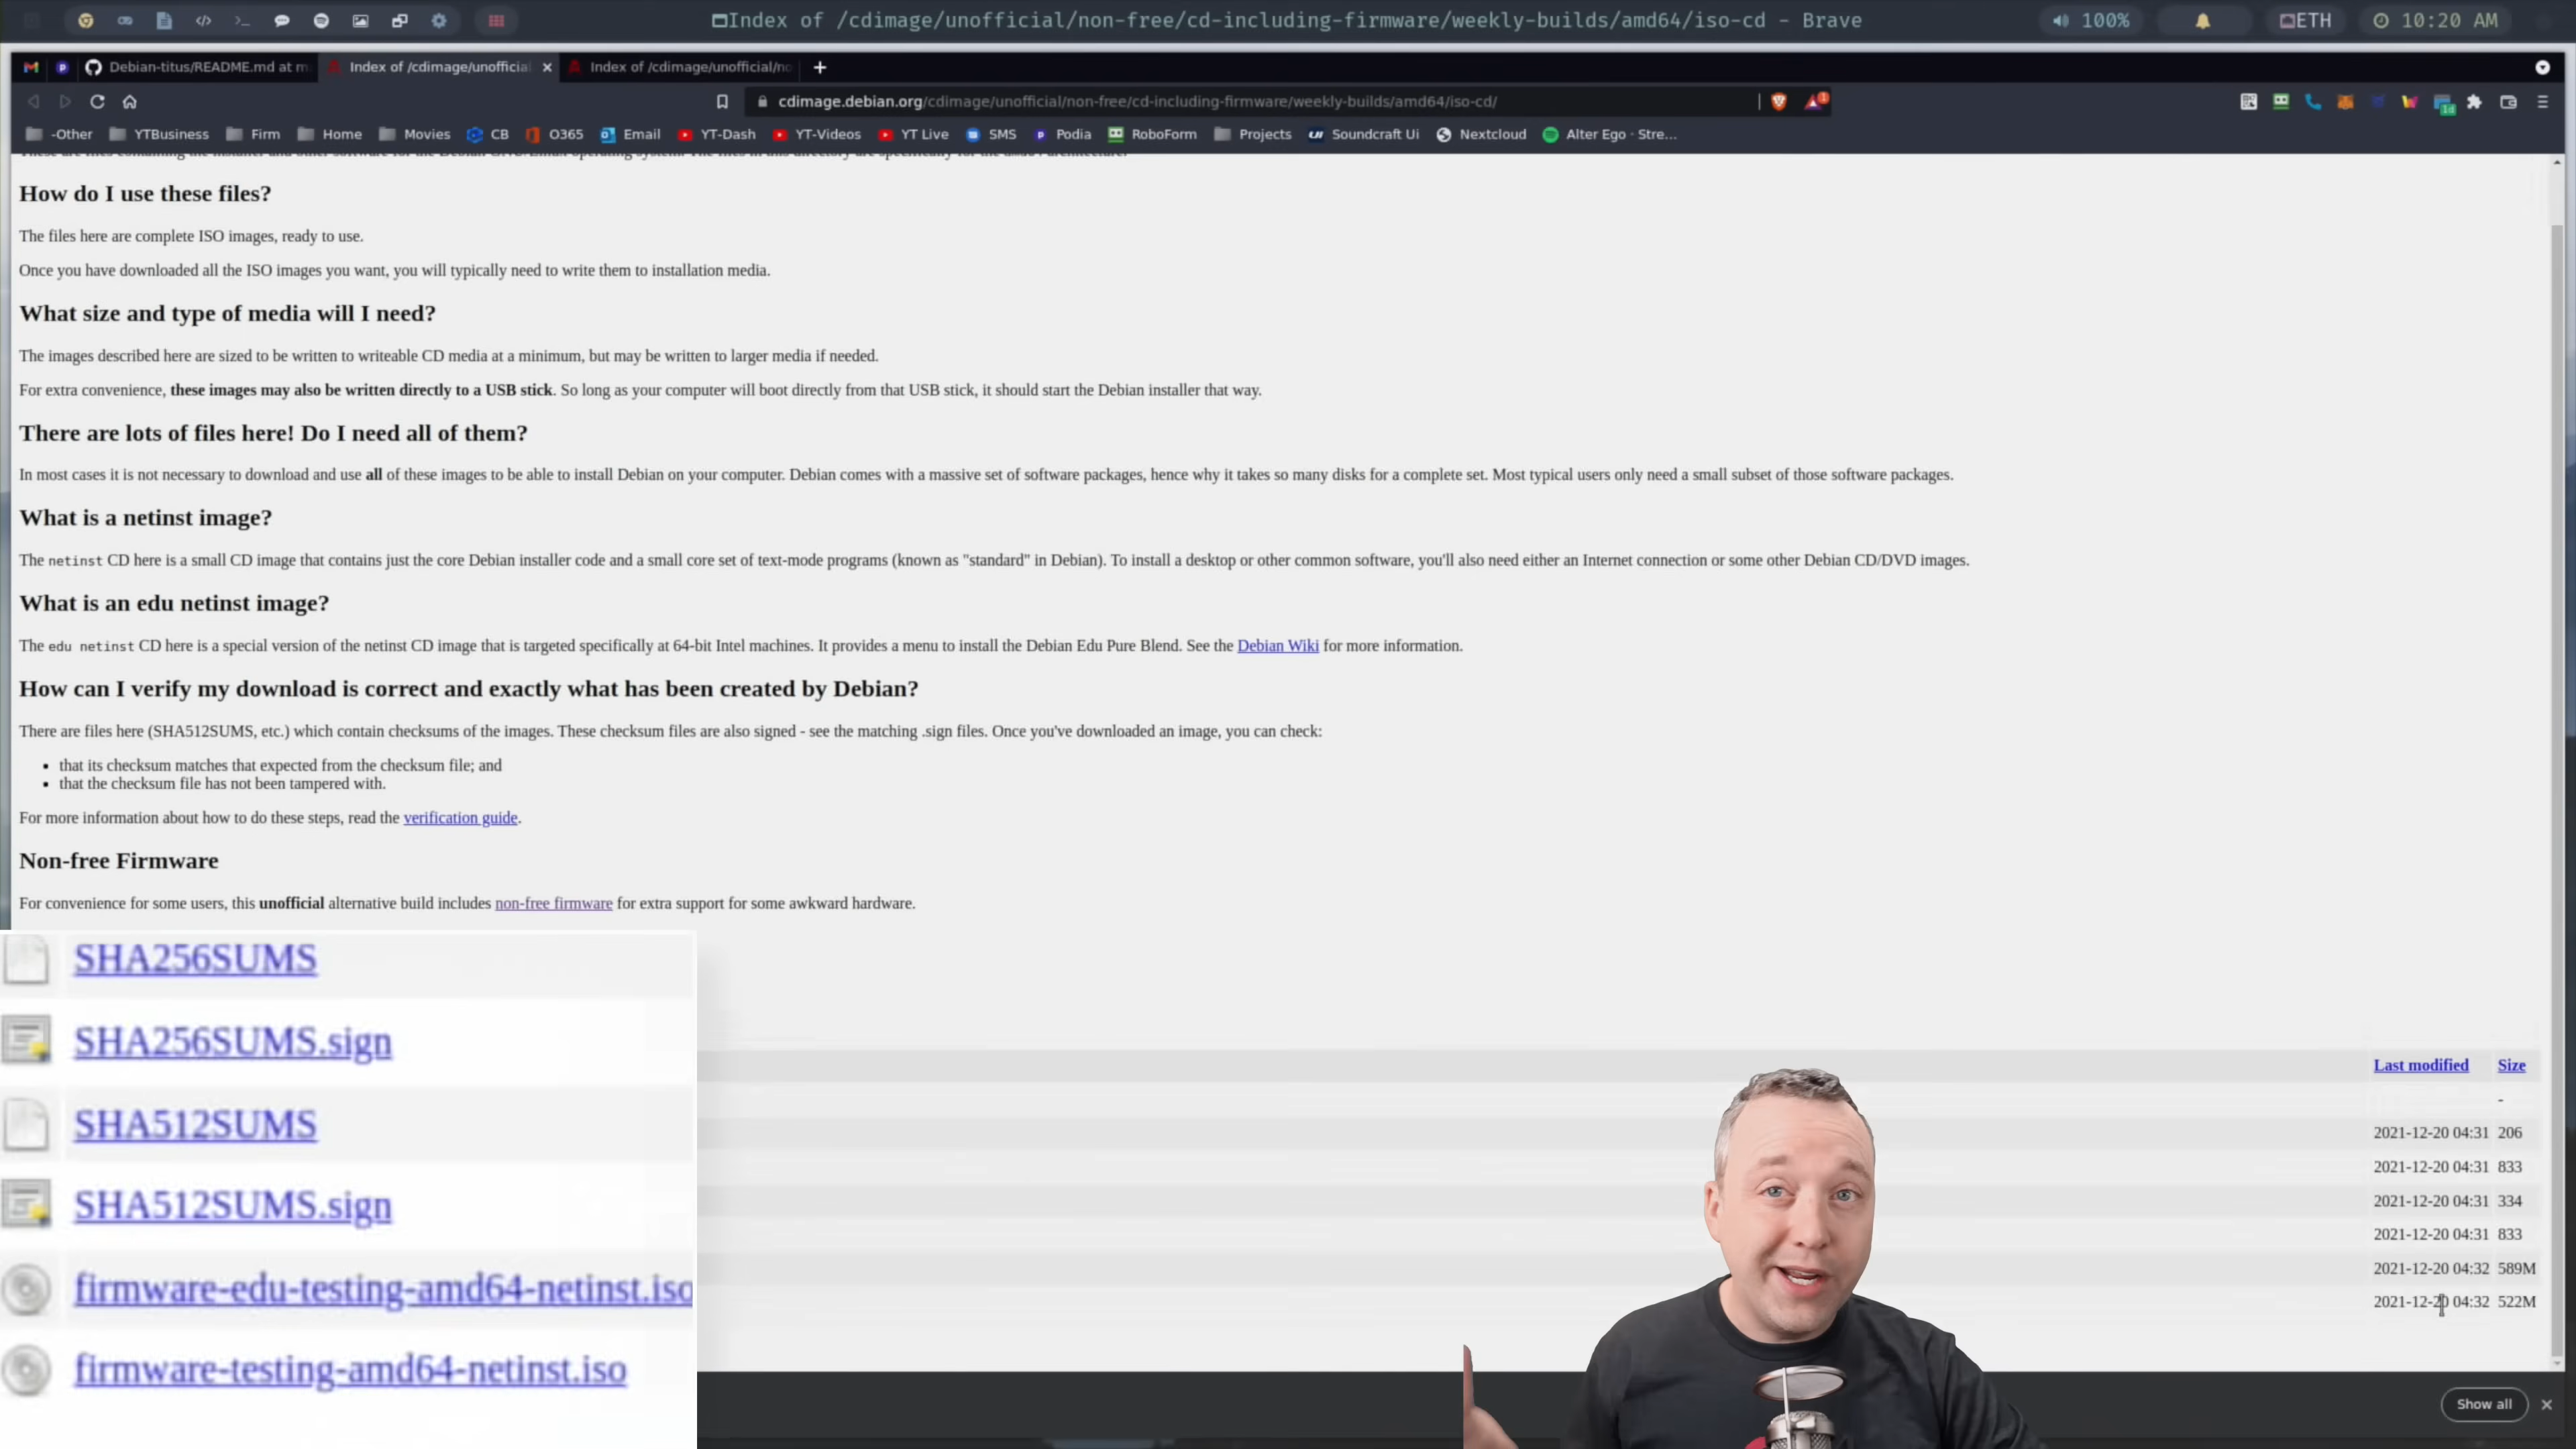 Index of /cdimage/unofficial/non-free/cd-including-firmware/weekly-builds/amd64/iso-cd - Brave
100%
ETH
10:20 AM
Debian-titus/README.md at m
Index of /cdimage/unofficial
Index of /cdimage/unofficial/no
cdimage.debian.org/cdimage/unofficial/non-free/cd-including-firmware/weekly-builds/amd64/iso-cd/
-Other YTBusiness Firm Home Movies CB O365 Email YT-Dash YT-Videos YT Live SMS Podia RoboForm Projects Soundcraft Ui Nextcloud Alter Ego - Stre...
How do I use these files?
The files here are complete ISO images, ready to use.
Once you have downloaded all the ISO images you want, you will typically need to write them to installation media.
What size and type of media will I need?
The images described here are sized to be written to writeable CD media at a minimum, but may be written to larger media if needed.
For extra convenience, these images may also be written directly to a USB stick. So long as your computer will boot directly from that USB stick, it should start the Debian installer that way.
There are lots of files here! Do I need all of them?
In most cases it is not necessary to download and use all of these images to be able to install Debian on your computer. Debian comes with a massive set of software packages, hence why it takes so many disks for a complete set. Most typical users only need a small subset of those software packages.
What is a netinst image?
The netinst CD here is a small CD image that contains just the core Debian installer code and a small core set of text-mode programs (known as "standard" in Debian). To install a desktop or other common software, you'll also need either an Internet connection or some other Debian CD/DVD images.
What is an edu netinst image?
The edu netinst CD here is a special version of the netinst CD image that is targeted specifically at 64-bit Intel machines. It provides a menu to install the Debian Edu Pure Blend. See the Debian Wiki for more information.
How can I verify my download is correct and exactly what has been created by Debian?
There are files here (SHA512SUMS, etc.) which contain checksums of the images. These checksum files are also signed - see the matching .sign files. Once you've downloaded an image, you can check:
that its checksum matches that expected from the checksum file; and
that the checksum file has not been tampered with.
For more information about how to do these steps, read the verification guide.
Non-free Firmware
For convenience for some users, this unofficial alternative build includes non-free firmware for extra support for some awkward hardware.
SHA256SUMS
SHA256SUMS.sign
SHA512SUMS
SHA512SUMS.sign
firmware-edu-testing-amd64-netinst.iso
firmware-testing-amd64-netinst.iso
Last modified Size
-
2021-12-20 04:31 206
2021-12-20 04:31 833
2021-12-20 04:31 334
2021-12-20 04:31 833
2021-12-20 04:32 589M
2021-12-20 04:32 522M
Show all